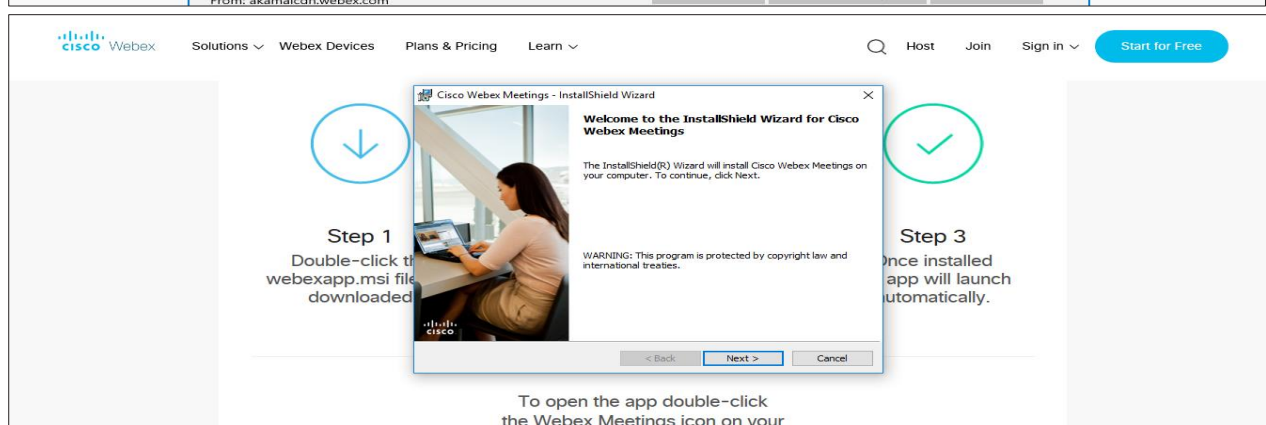 From: akamaicdn.webex.com
cisco Webex Solutions Webex Devices Plans & Pricing Learn Host Join Sign in Start for Free
Cisco Webex Meetings - InstallShield Wizard
Welcome to the InstallShield Wizard for Cisco
Webex Meetings
The InstallShield(R) Wizard will install Cisco Webex Meetings on
your computer. To continue, click Next.
WARNING: This program is protected by copyright law and
international treaties.
cisco
< Back Next > Cancel
Step 1
Double-click
webexapp.msi
downloaded
Step 3
installed
app will launch
To open the app double-click
the Webex Meetings icon on your